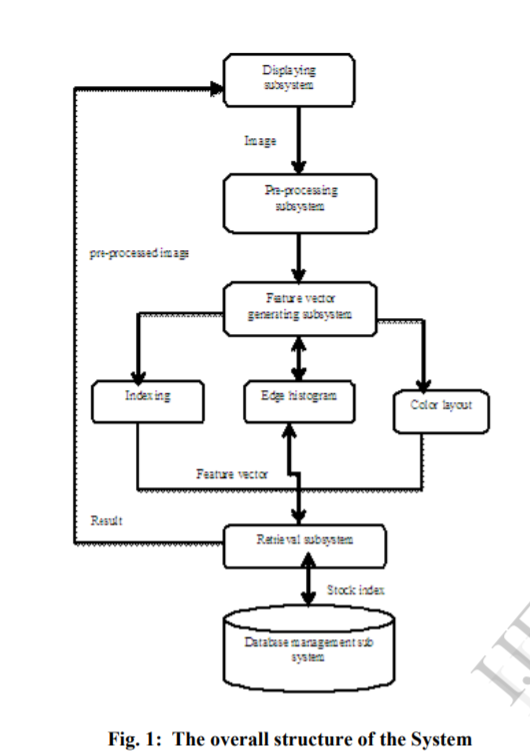 Displaying
subsystem
Image
Pre-processing
subsystem
pre-processed image
Feature vector
generating subsystem
Indexing
Edge histogram
Color layout
Feature vector
Result
Retrieval subsystem
Stock index
Database management sub
system
Fig. 1: The overall structure of the System